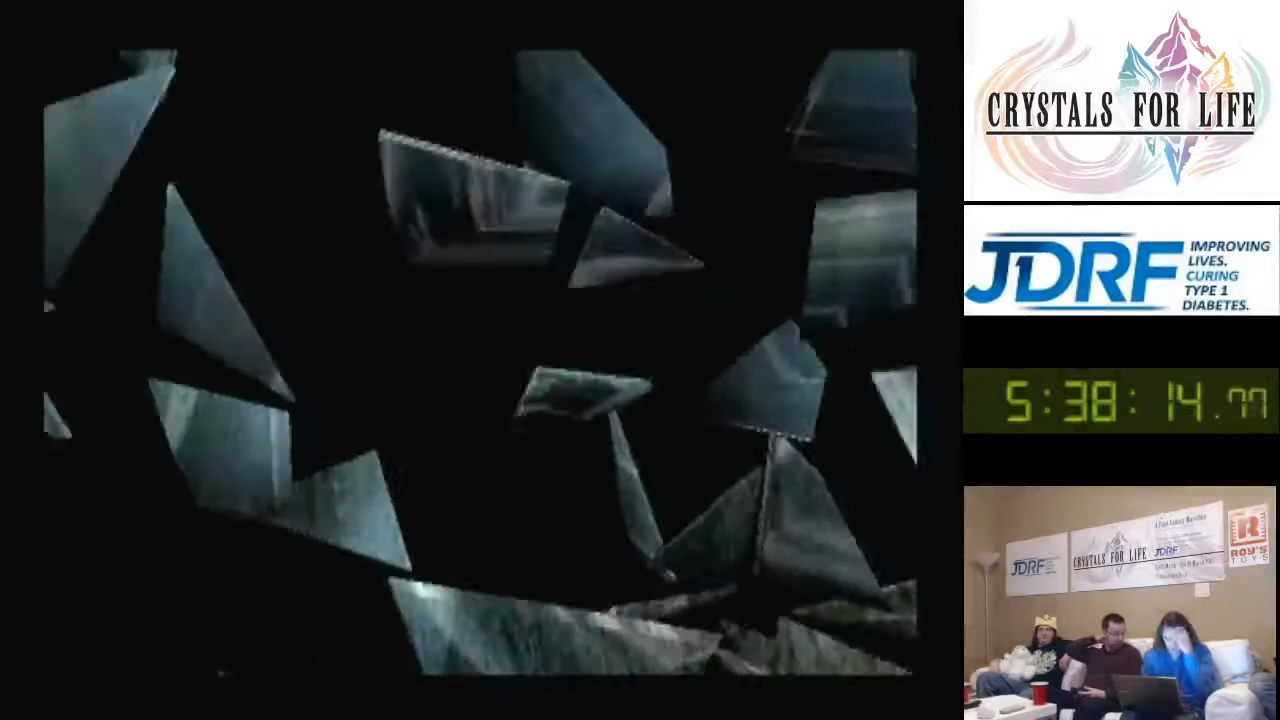 CRYSTALS FOR LIFE
JDRF
IMPROVING
LIVES.
CURING
TYPE 1
DIABETES.
5:38:14.77
JDRF
CRYSTALS FOR LIFE
JDRF
R
ROY'S
TOYS